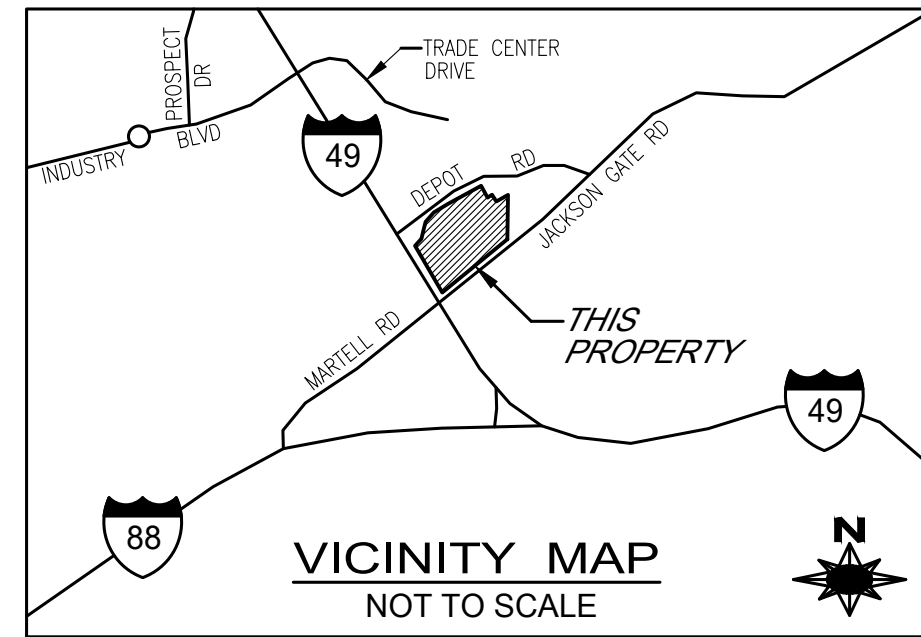 PROSPECT
DR
TRADE CENTER
DRIVE
INDUSTRY
BLVD
49
DEPOT
RD
JACKSON GATE RD
MARTELL RD
THIS
PROPERTY
49
88
VICINITY MAP
NOT TO SCALE
N